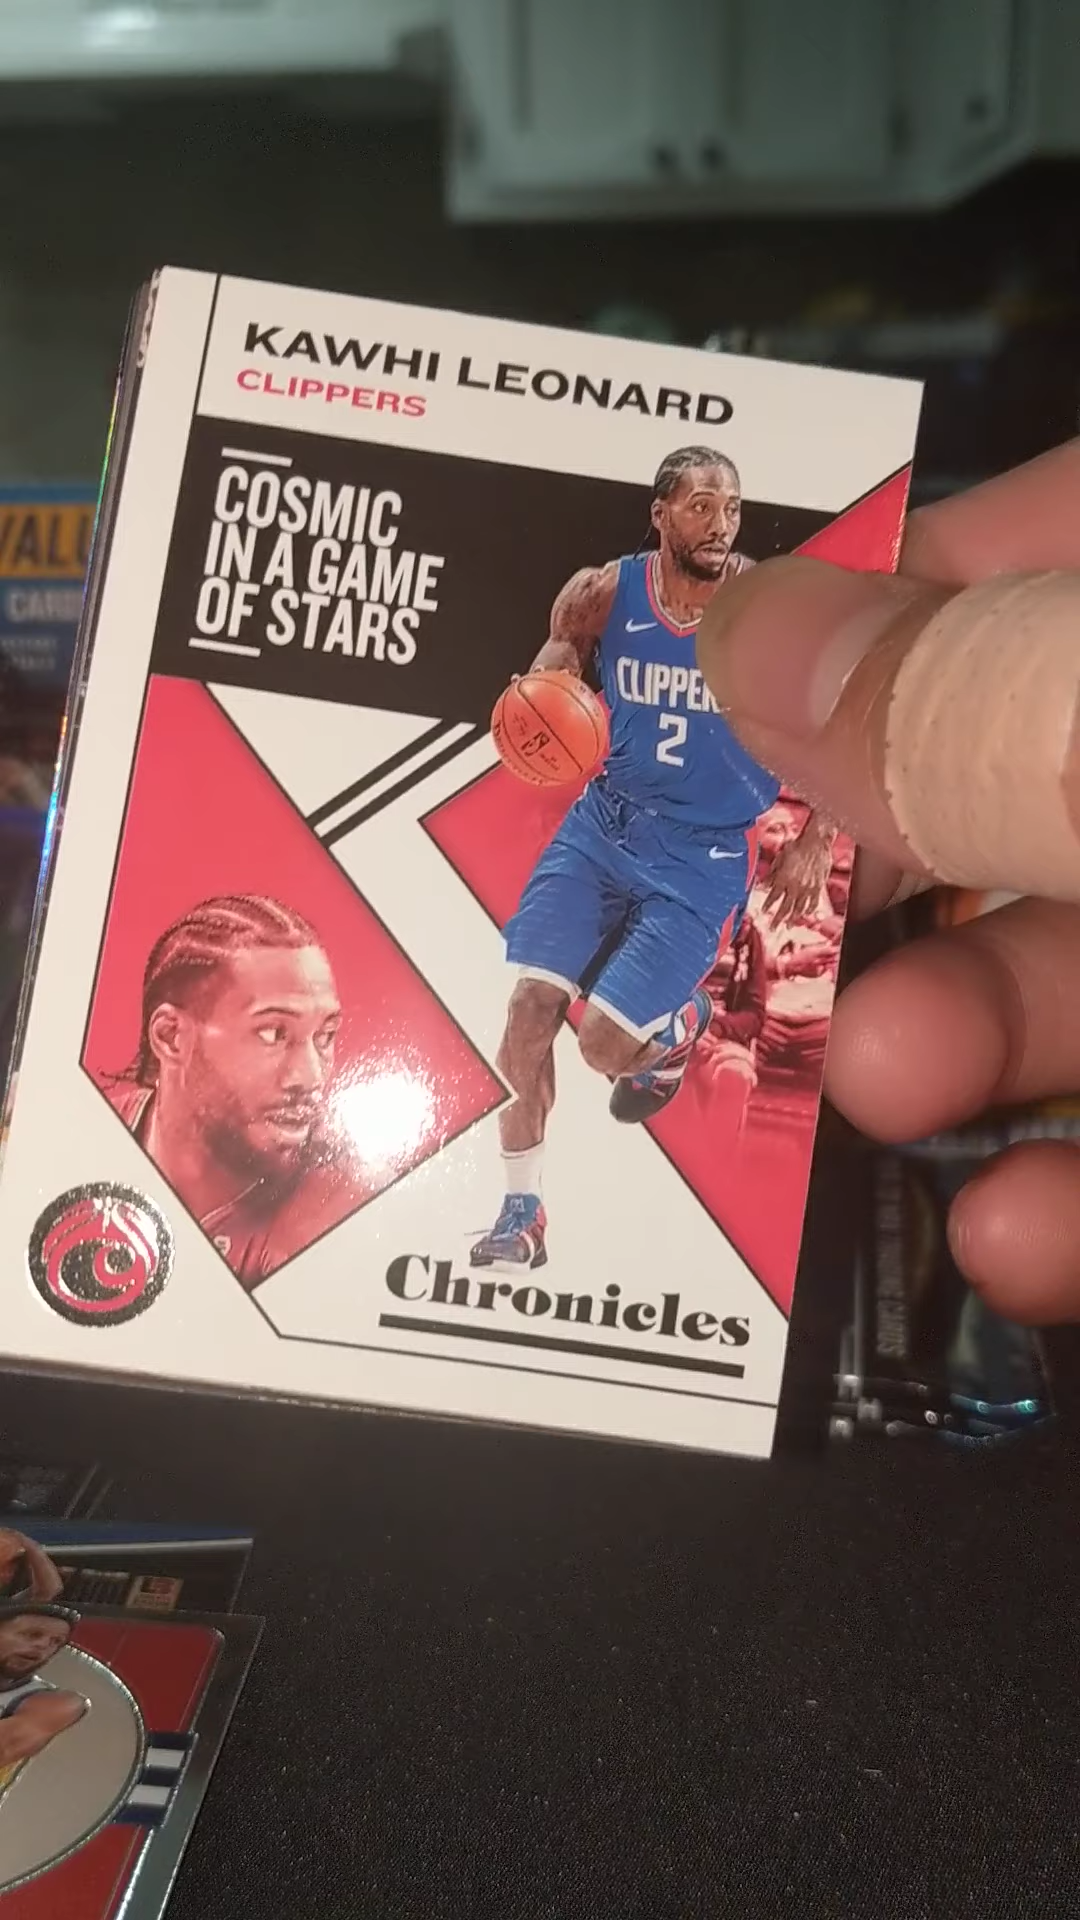 KAWHI LEONARD
CLIPPERS
COSMIC
IN A GAME
OF STARS
CLIPPE
2
Chronicles